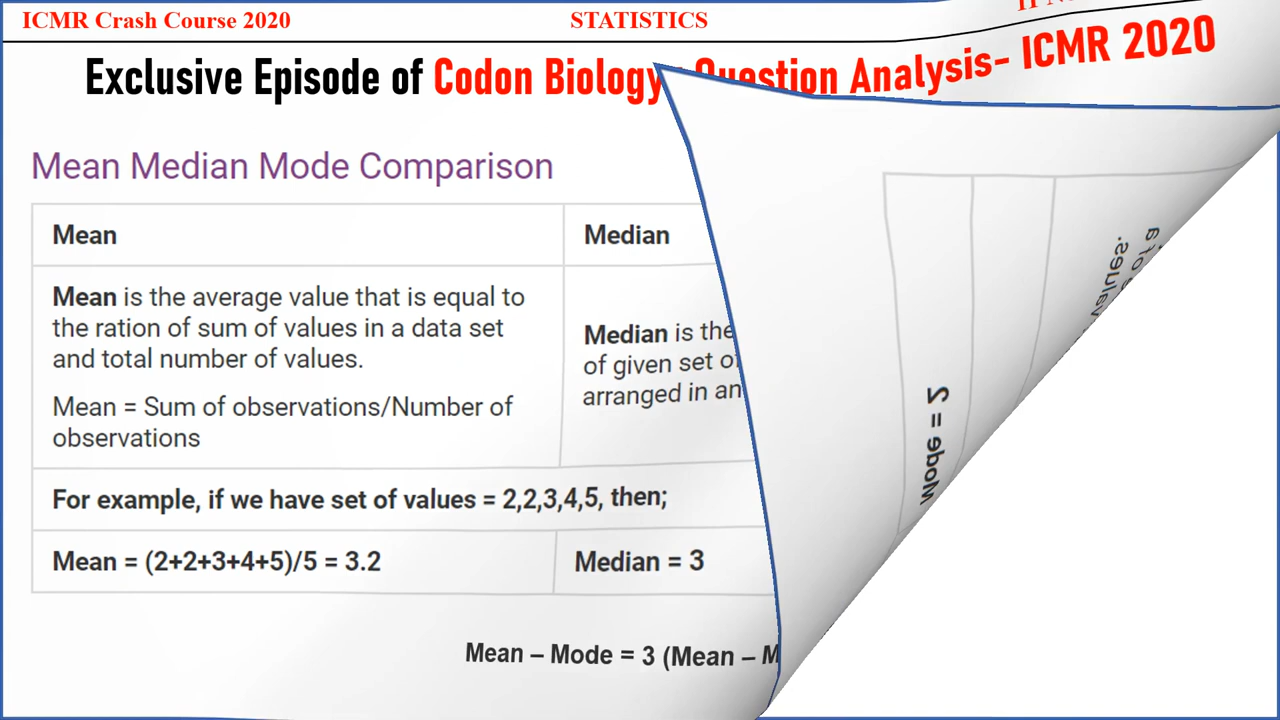 ICMR Crash Course 2020
STATISTICS
Exclusive Episode of Codon Biology Question Analysis- ICMR 2020
Mean Median Mode Comparison
Mean
Median
Mean is the average value that is equal to
the ration of sum of values in a data set
and total number of values.
Mean = Sum of observations/Number of
observations
Median is the
of given set of
arranged in an
For example, if we have set of values = 2,2,3,4,5, then;
Mean = (2+2+3+4+5)/5 = 3.2
Median = 3
Mode = 2
values.
Mean – Mode = 3 (Mean – M